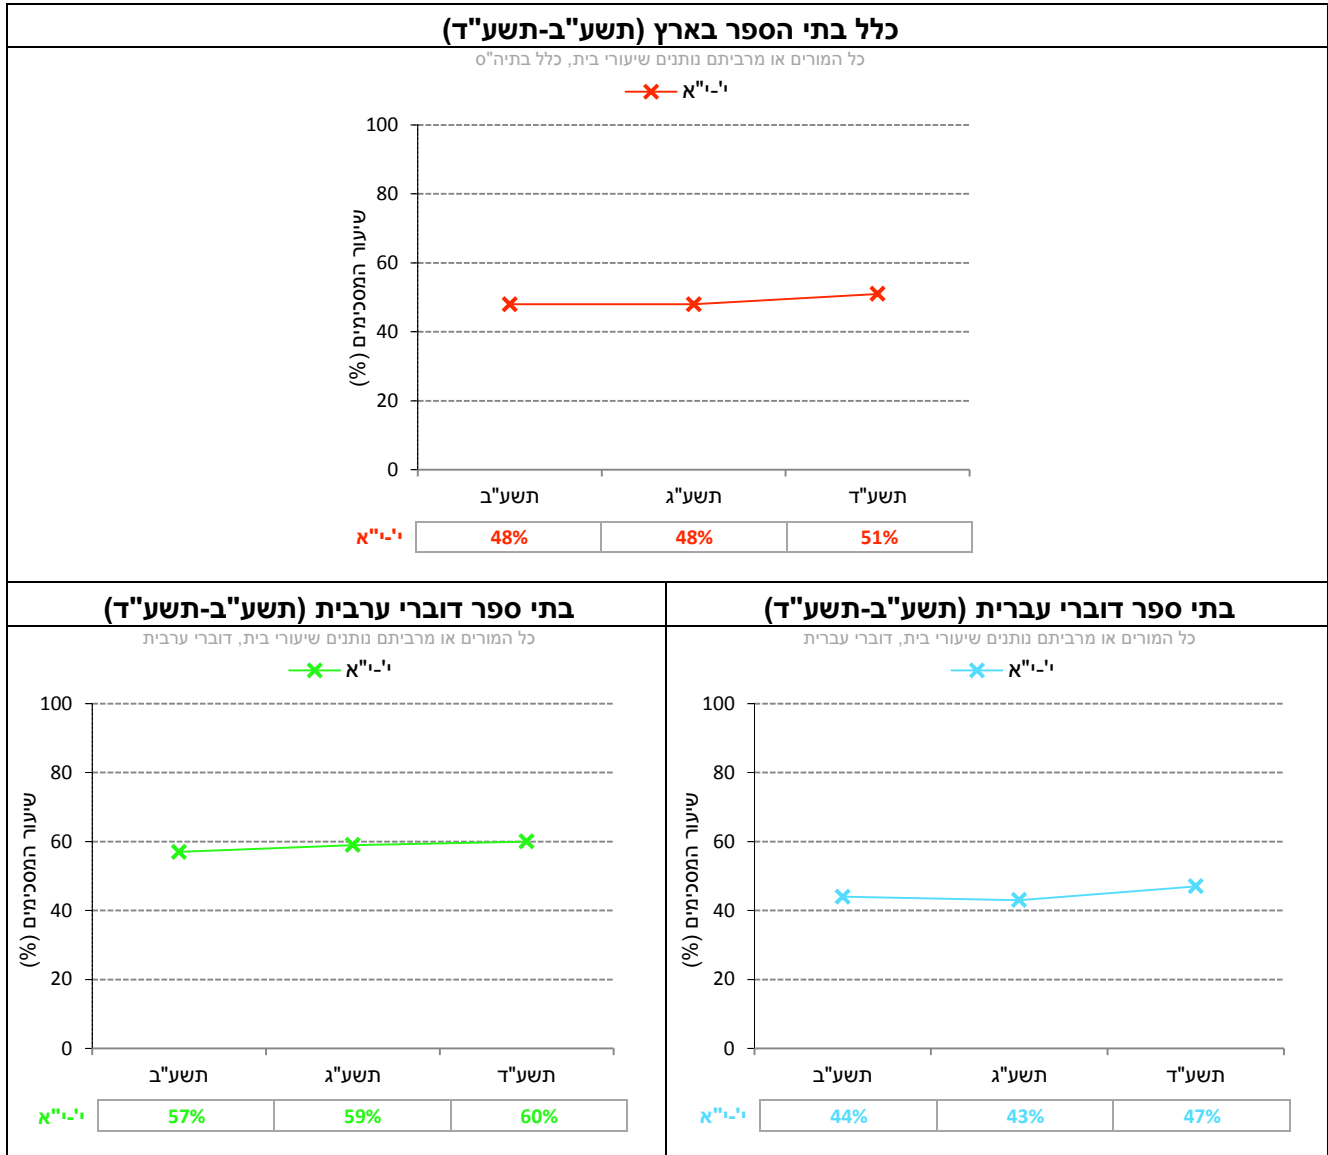 כלל בתי הספר בארץ (תשע"ב-תשע"ד)
כל המורים או מרביתם נותנים שיעורי בית, כלל בתיה"ס
י'-י"א
שיעור המסכימים (%)
100
80
60
40
20
0
תשע"ב תשע"ג תשע"ד
י'-י"א 48% 48% 51%
בתי ספר דוברי עברית (תשע"ב-תשע"ד)
כל המורים או מרביתם נותנים שיעורי בית, דוברי עברית
י'-י"א
שיעור המסכימים (%)
100
80
60
40
20
0
תשע"ב תשע"ג תשע"ד
י'-י"א 44% 43% 47%
בתי ספר דוברי ערבית (תשע"ב-תשע"ד)
כל המורים או מרביתם נותנים שיעורי בית, דוברי ערבית
י'-י"א
שיעור המסכימים (%)
100
80
60
40
20
0
תשע"ב תשע"ג תשע"ד
י'-י"א 57% 59% 60%